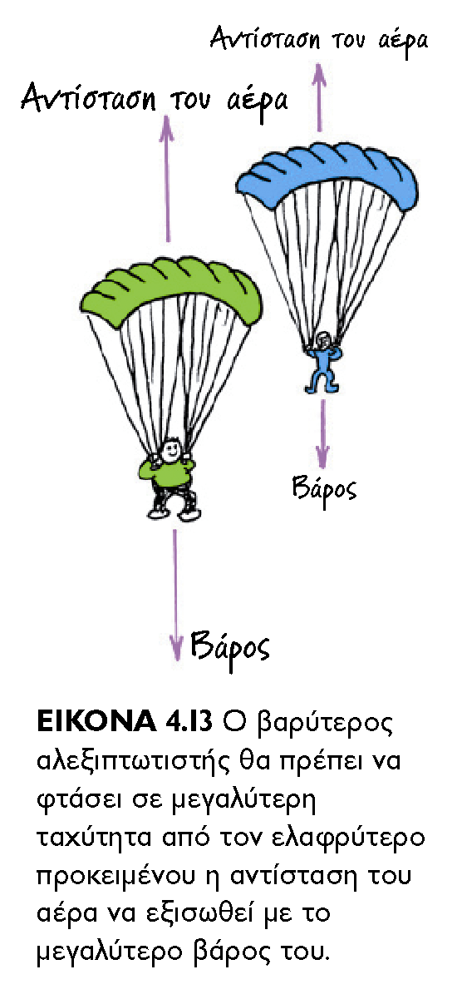 Αντίσταση του αέρα
Αντίσταση του αέρα
Βάρος
Βάρος
ΕΙΚΟΝΑ 4.13 Ο βαρύτερος
αλεξιπτωτιστής θα πρέπει να
φτάσει σε μεγαλύτερη
ταχύτητα από τον ελαφρύτερο
προκειμένου η αντίσταση του
αέρα να εξισωθεί με το
μεγαλύτερο βάρος του.